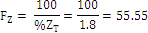 F_Z = 100/%Z_T = 100/1.8 = 55.55